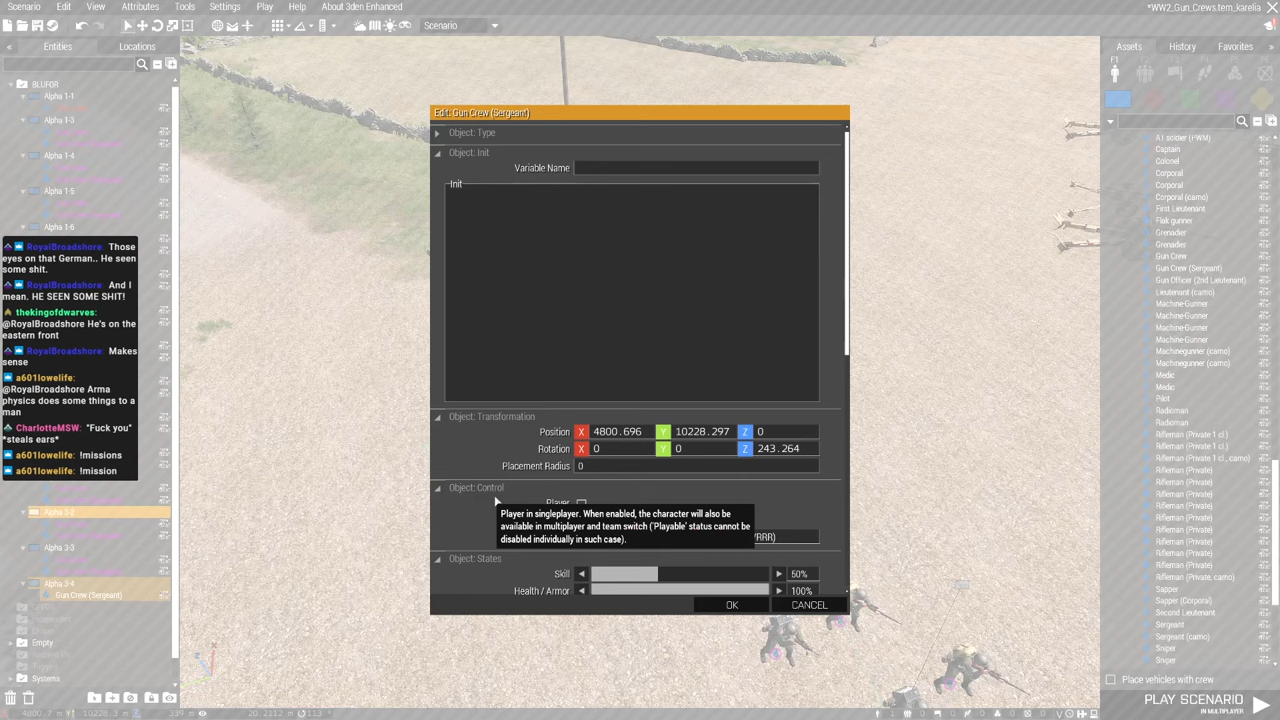 Scenario Edit View Attributes Tools Settings Play Help About 3den Enhanced
*WW2_Gun_Crews.tem_karelia
Scenario
Entities Locations
Assets History Favorites
BLUFOR
Alpha 1-1
Alpha 1-3
Alpha 1-4
Alpha 1-5
Alpha 1-6
RoyalBroadshore: Those
eyes on that German.. He seen
some shit.
RoyalBroadshore: And I
mean. HE SEEN SOME SHIT!
thekingofdwarves:
@RoyalBroadshore He's on the
eastern front
RoyalBroadshore: Makes
sense
a601lowelife:
@RoyalBroadshore Arma
physics does some things to a
man
CharlotteMSW: "Fuck you"
*steals ears*
a601lowelife: !missions
a601lowelife: !mission
Alpha 3-2
Alpha 3-3
Alpha 3-4
Gun Crew (Sergeant)
Empty
Triggers
Systems
Edit: Gun Crew (Sergeant)
Object: Type
Object: Init
Variable Name
Init
Object: Transformation
Position X 4800.696 Y 10228.297 Z 0
Rotation X 0 Y 0 Z 243.264
Placement Radius 0
Object: Control
Player
Player in singleplayer. When enabled, the character will also be
available in multiplayer and team switch ('Playable' status cannot be
disabled individually in such case).
Object: States
Skill 50%
Health / Armor 100%
OK CANCEL
F1
AT soldier (PWM)
Captain
Colonel
Corporal
Corporal
Corporal (camo)
First Lieutenant
Flak gunner
Grenadier
Grenadier
Gun Crew
Gun Crew (Sergeant)
Gun Officer (2nd Lieutenant)
Lieutenant (camo)
Machine-Gunner
Machine-Gunner
Machine-Gunner
Machine-Gunner
Machinegunner (camo)
Machinegunner (camo)
Medic
Medic
Pilot
Radioman
Radioman
Rifleman (Private 1 cl.)
Rifleman (Private 1 cl.)
Rifleman (Private 1 cl., camo)
Rifleman (Private)
Rifleman (Private)
Rifleman (Private)
Rifleman (Private)
Rifleman (Private)
Rifleman (Private)
Rifleman (Private)
Rifleman (Private)
Rifleman (Private)
Rifleman (Private, camo)
Sapper
Sapper (Corporal)
Second Lieutenant
Sergeant
Sergeant (camo)
Sniper
Sniper
Place vehicles with crew
PLAY SCENARIO
IN MULTIPLAYER